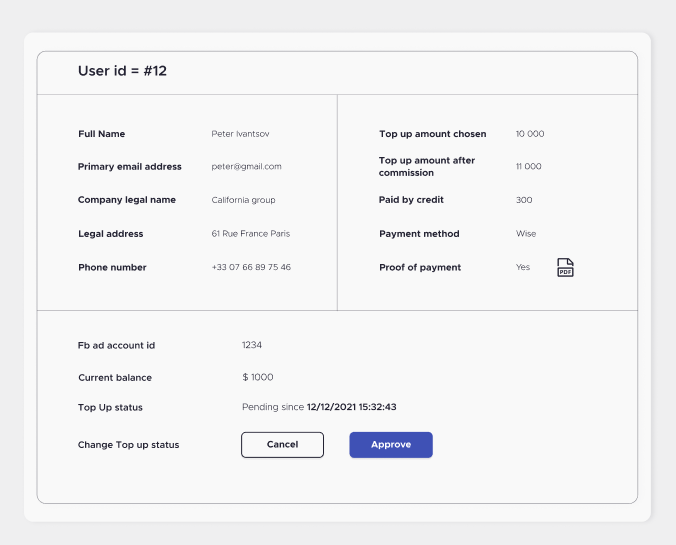 User id = #12
Full Name Peter Ivantsov
Primary email address peter@gmail.com
Company legal name California group
Legal address 61 Rue France Paris
Phone number +33 07 66 89 75 46
Top up amount chosen 10 000
Top up amount after
commission 11 000
Paid by credit 300
Payment method Wise
Proof of payment Yes PDF
Fb ad account id 1234
Current balance $ 1000
Top Up status Pending since 12/12/2021 15:32:43
Change Top up status Cancel Approve